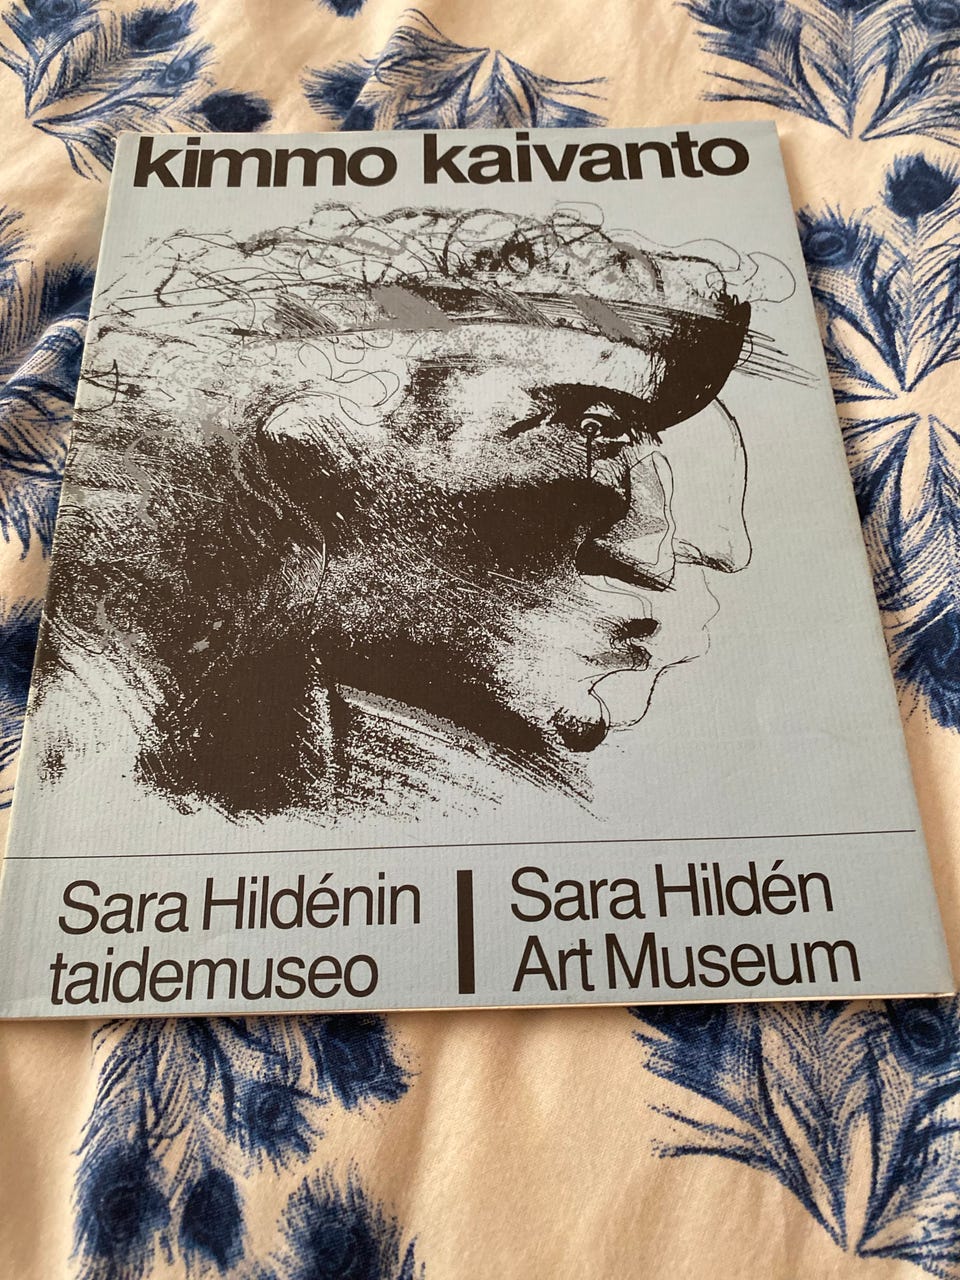 kimmo kaivanto
Sara Hildénin
taidemuseo
Sara Hildén
Art Museum